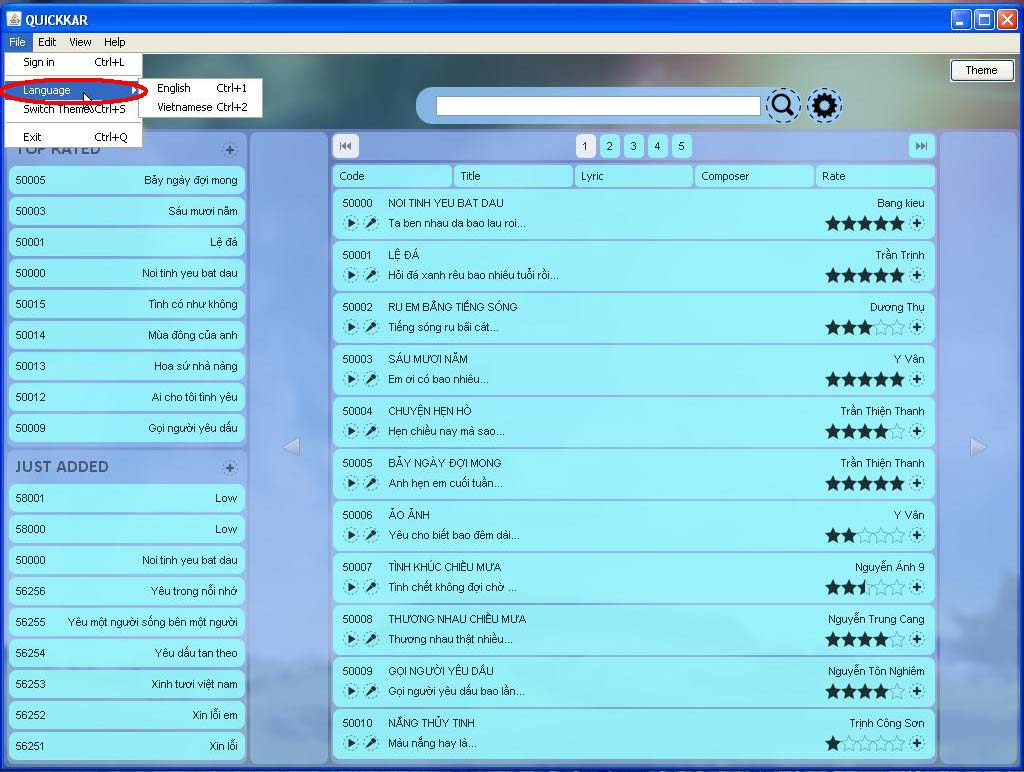 QUICKKAR
File Edit View Help
Sign in Ctrl+L
Language
Switch Theme Ctrl+S
Exit Ctrl+Q
English Ctrl+1
Vietnamese Ctrl+2
Theme
TOP RATED
50005 Bảy ngày đợi mong
50003 Sáu mươi năm
50001 Lệ đá
50000 Noi tinh yeu bat dau
50015 Tình có như không
50014 Mùa đông của anh
50013 Hoa sứ nhà nàng
50012 Ai cho tôi tình yêu
50009 Gọi người yêu dấu
JUST ADDED
58001 Low
58000 Low
50000 Noi tinh yeu bat dau
56256 Yêu trong nỗi nhớ
56255 Yêu một người sống bên một người
56254 Yêu dấu tan theo
56253 Xinh tươi việt nam
56252 Xin lỗi em
56251 Xin lỗi
1 2 3 4 5
Code Title Lyric Composer Rate
50000 NOI TINH YEU BAT DAU Bang kieu
Ta ben nhau da bao lau roi...
50001 LỆ ĐÁ Trần Trịnh
Hỏi đá xanh rêu bao nhiêu tuổi rồi...
50002 RU EM BẰNG TIẾNG SÓNG Dương Thụ
Tiếng sóng ru bãi cát...
50003 SÁU MƯƠI NĂM Y Vân
Em ơi có bao nhiêu...
50004 CHUYỆN HẸN HÒ Trần Thiện Thanh
Hẹn chiều nay mà sao...
50005 BẢY NGÀY ĐỢI MONG Trần Thiện Thanh
Anh hẹn em cuối tuần...
50006 ẢO ẢNH Y Vân
Yêu cho biết bao đêm dài...
50007 TÌNH KHÚC CHIỀU MƯA Nguyễn Ánh 9
Tình chết không đợi chờ ...
50008 THƯƠNG NHAU CHIỀU MƯA Nguyễn Trung Cang
Thương nhau thật nhiều...
50009 GỌI NGƯỜI YÊU DẤU Nguyễn Tôn Nghiêm
Gọi người yêu dấu bao lần...
50010 NẮNG THỦY TINH Trịnh Công Sơn
Màu nắng hay là...